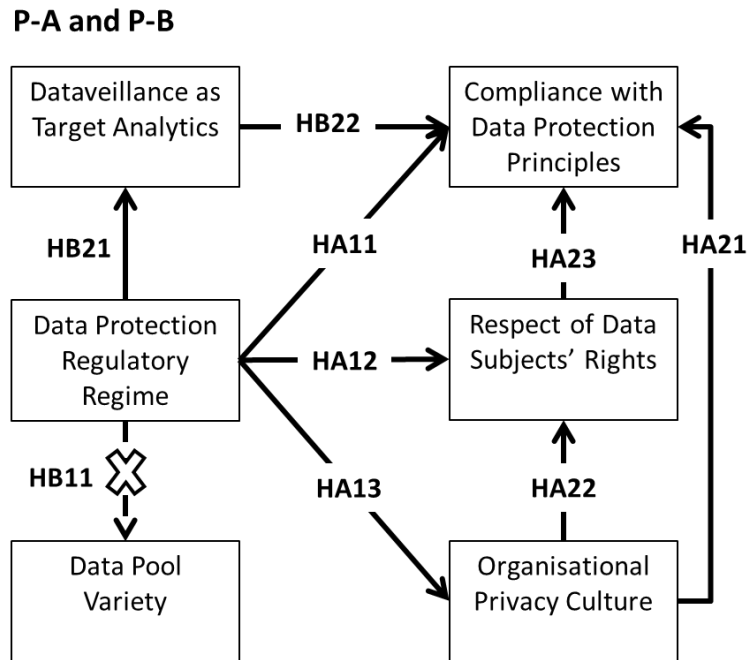 P-A and P-B
Dataveillance as
Target Analytics
HB22
Compliance with
Data Protection
Principles
HB21
HA11
HA23
HA21
Data Protection
Regulatory
Regime
HA12
Respect of Data
Subjects’ Rights
HB11
HA13
HA22
Data Pool
Variety
Organisational
Privacy Culture